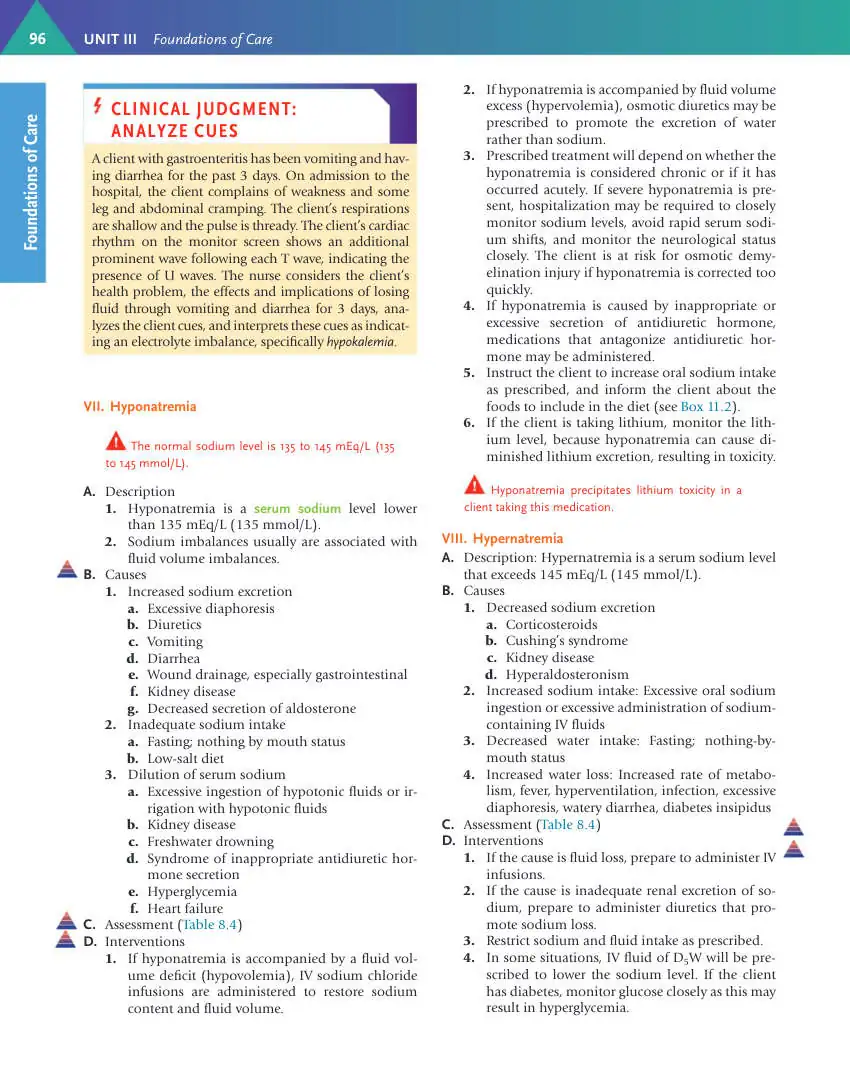 96
UNIT III Foundations of Care
Foundations of Care
CLINICAL JUDGMENT:
ANALYZE CUES
A client with gastroenteritis has been vomiting and hav-
ing diarrhea for the past 3 days. On admission to the
hospital, the client complains of weakness and some
leg and abdominal cramping. The client's respirations
are shallow and the pulse is thready. The client's cardiac
rhythm on the monitor screen shows an additional
prominent wave following each T wave, indicating the
presence of U waves. The nurse considers the client's
health problem, the effects and implications of losing
fluid through vomiting and diarrhea for 3 days, ana-
lyzes the client cues, and interprets these cues as indicat-
ing an electrolyte imbalance, specifically hypokalemia.
VII. Hyponatremia
The normal sodium level is 135 to 145 mEq/L (135
to 145 mmol/L).
A. Description
1. Hyponatremia is a serum sodium level lower
than 135 mEq/L (135 mmol/L).
2. Sodium imbalances usually are associated with
fluid volume imbalances.
B. Causes
1. Increased sodium excretion
a. Excessive diaphoresis
b. Diuretics
c. Vomiting
d. Diarrhea
e. Wound drainage, especially gastrointestinal
f. Kidney disease
g. Decreased secretion of aldosterone
2. Inadequate sodium intake
a. Fasting; nothing by mouth status
b. Low-salt diet
3. Dilution of serum sodium
a. Excessive ingestion of hypotonic fluids or ir-
rigation with hypotonic fluids
b. Kidney disease
c. Freshwater drowning
d. Syndrome of inappropriate antidiuretic hor-
mone secretion
e. Hyperglycemia
f. Heart failure
C. Assessment (Table 8.4)
D. Interventions
1. If hyponatremia is accompanied by a fluid vol-
ume deficit (hypovolemia), IV sodium chloride
infusions are administered to restore sodium
content and fluid volume.
2. If hyponatremia is accompanied by fluid volume
excess (hypervolemia), osmotic diuretics may be
prescribed to promote the excretion of water
rather than sodium.
3. Prescribed treatment will depend on whether the
hyponatremia is considered chronic or if it has
occurred acutely. If severe hyponatremia is pre-
sent, hospitalization may be required to closely
monitor sodium levels, avoid rapid serum sodi-
um shifts, and monitor the neurological status
closely. The client is at risk for osmotic demy-
elination injury if hyponatremia is corrected too
quickly.
4. If hyponatremia is caused by inappropriate or
excessive secretion of antidiuretic hormone,
medications that antagonize antidiuretic hor-
mone may be administered.
5. Instruct the client to increase oral sodium intake
as prescribed, and inform the client about the
foods to include in the diet (see Box 11.2).
6. If the client is taking lithium, monitor the lith-
ium level, because hyponatremia can cause di-
minished lithium excretion, resulting in toxicity.
Hyponatremia precipitates lithium toxicity in a
client taking this medication.
VIII. Hypernatremia
A. Description: Hypernatremia is a serum sodium level
that exceeds 145 mEq/L (145 mmol/L).
B. Causes
1. Decreased sodium excretion
a. Corticosteroids
b. Cushing's syndrome
c. Kidney disease
d. Hyperaldosteronism
2. Increased sodium intake: Excessive oral sodium
ingestion or excessive administration of sodium-
containing IV fluids
3. Decreased water intake: Fasting; nothing-by-
mouth status
4. Increased water loss: Increased rate of metabo-
lism, fever, hyperventilation, infection, excessive
diaphoresis, watery diarrhea, diabetes insipidus
C. Assessment (Table 8.4)
D. Interventions
1. If the cause is fluid loss, prepare to administer IV
infusions.
2. If the cause is inadequate renal excretion of so-
dium, prepare to administer diuretics that pro-
mote sodium loss.
3. Restrict sodium and fluid intake as prescribed.
4. In some situations, IV fluid of D₅W will be pre-
scribed to lower the sodium level. If the client
has diabetes, monitor glucose closely as this may
result in hyperglycemia.